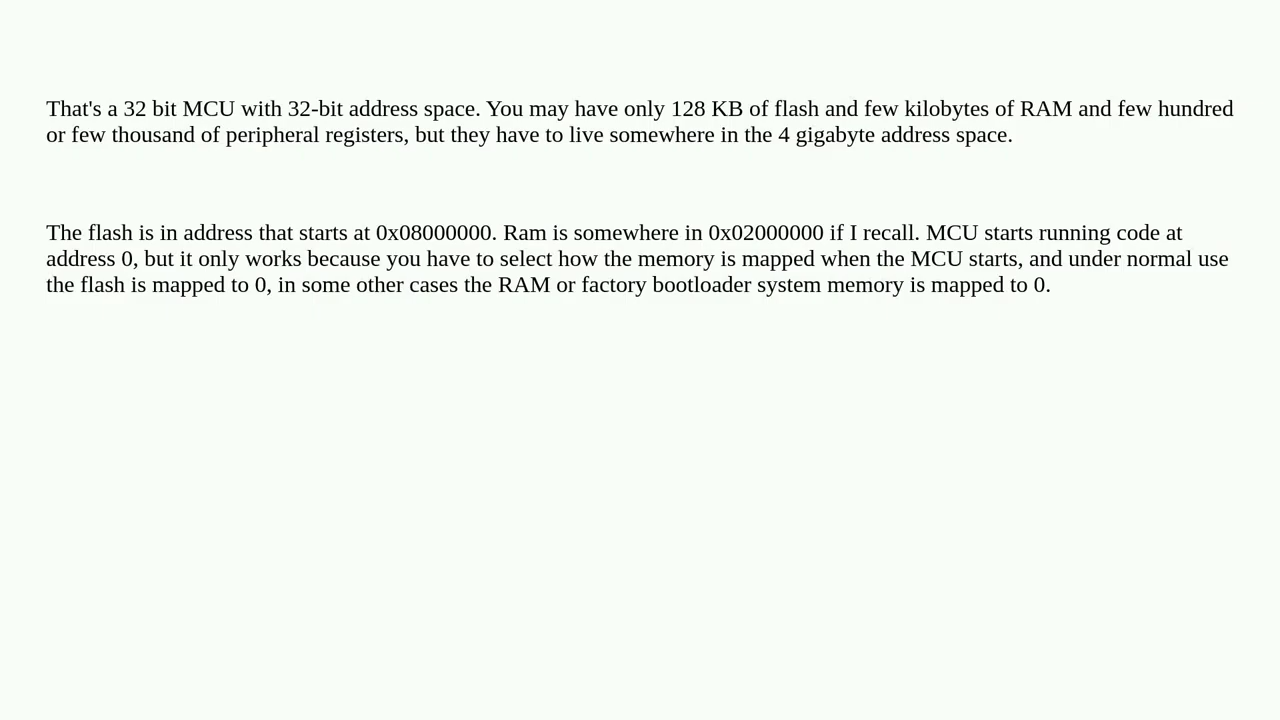 That's a 32 bit MCU with 32-bit address space. You may have only 128 KB of flash and few kilobytes of RAM and few hundred
or few thousand of peripheral registers, but they have to live somewhere in the 4 gigabyte address space.
The flash is in address that starts at 0x08000000. Ram is somewhere in 0x02000000 if I recall. MCU starts running code at
address 0, but it only works because you have to select how the memory is mapped when the MCU starts, and under normal use
the flash is mapped to 0, in some other cases the RAM or factory bootloader system memory is mapped to 0.